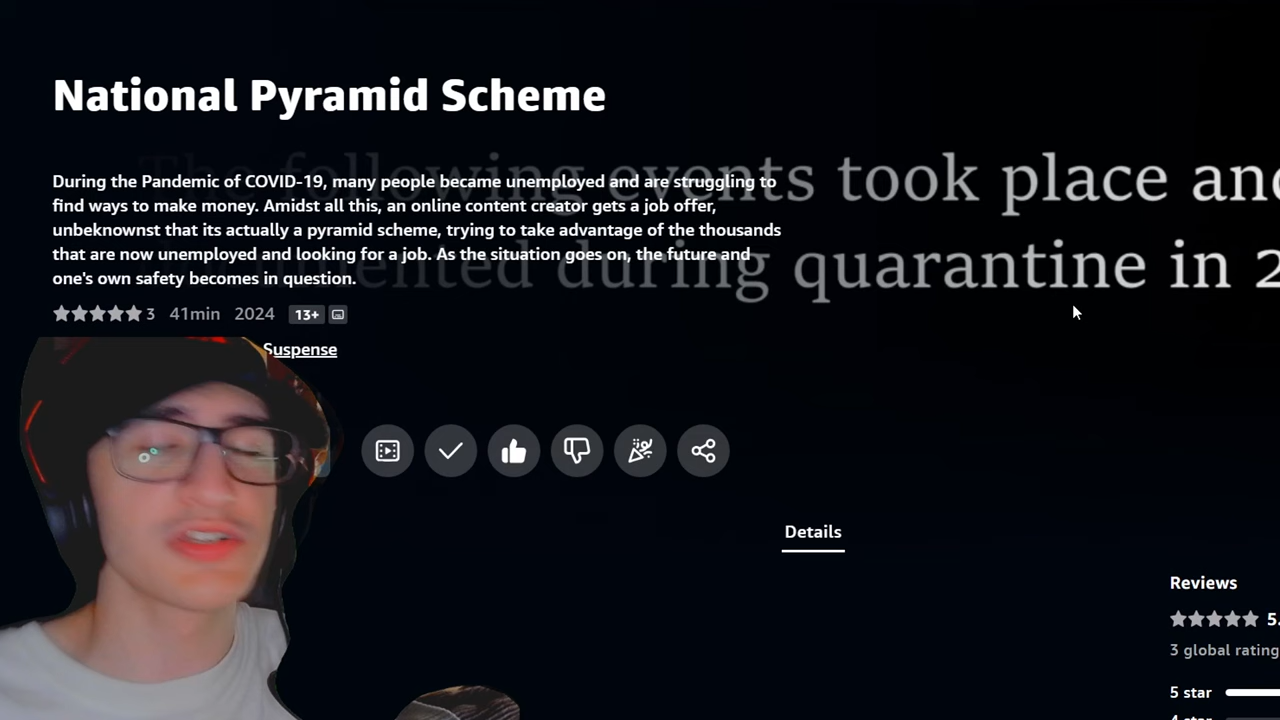 National Pyramid Scheme
The following events took place and
During the Pandemic of COVID-19, many people became unemployed and are struggling to
find ways to make money. Amidst all this, an online content creator gets a job offer,
unbeknownst that its actually a pyramid scheme, trying to take advantage of the thousands
that are now unemployed and looking for a job. As the situation goes on, the future and
during quarantine in 2
one's own safety becomes in question.
3 41min 2024 13+
Suspense
Details
Reviews
5.
3 global rating
5 star